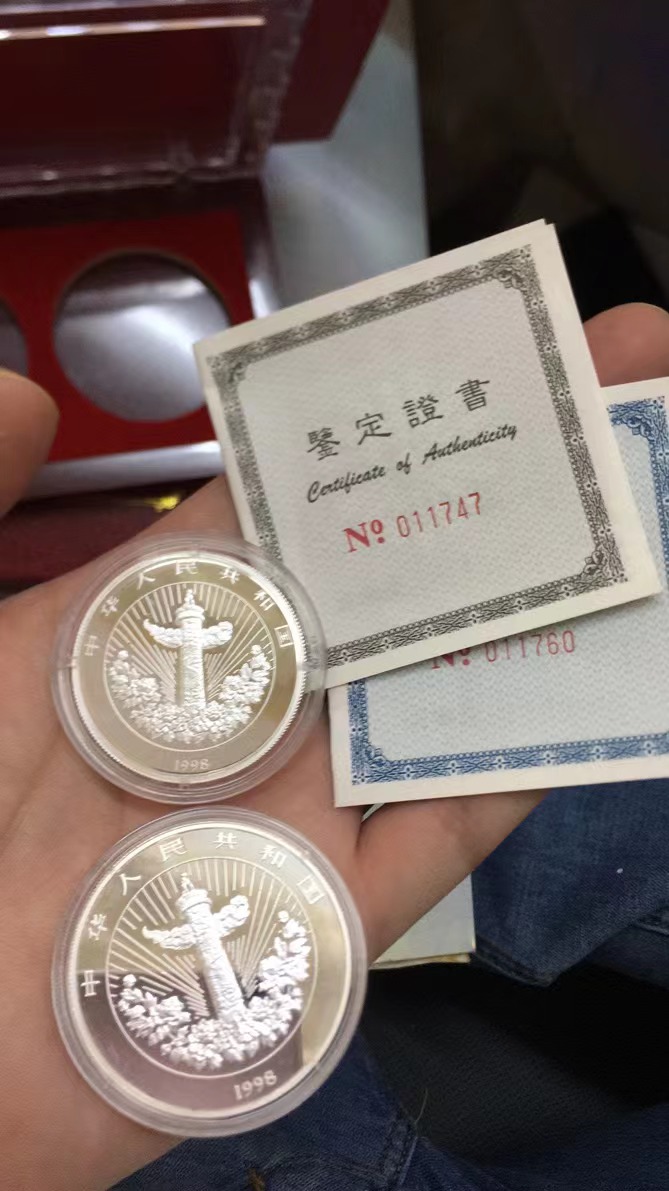 鑒定證書
Certificate of Authenticity
Nº 011747
Nº 011760
中华人民共和国
1998
中华人民共和国
1998